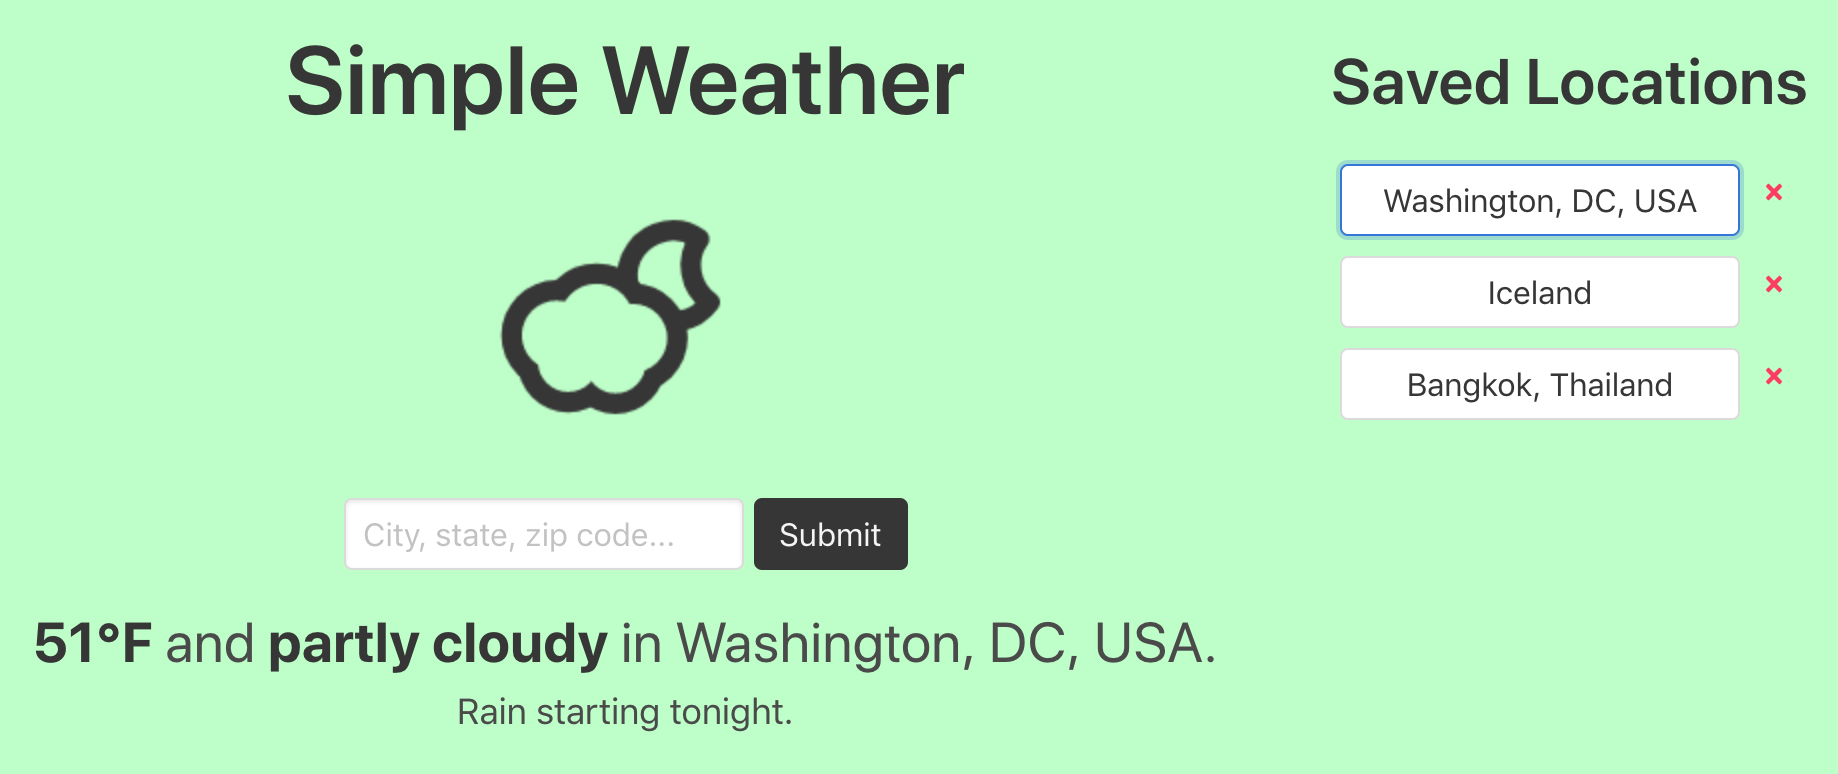 Simple Weather
City, state, zip code...
Submit
51°F and partly cloudy in Washington, DC, USA.
Rain starting tonight.
Saved Locations
Washington, DC, USA
Iceland
Bangkok, Thailand